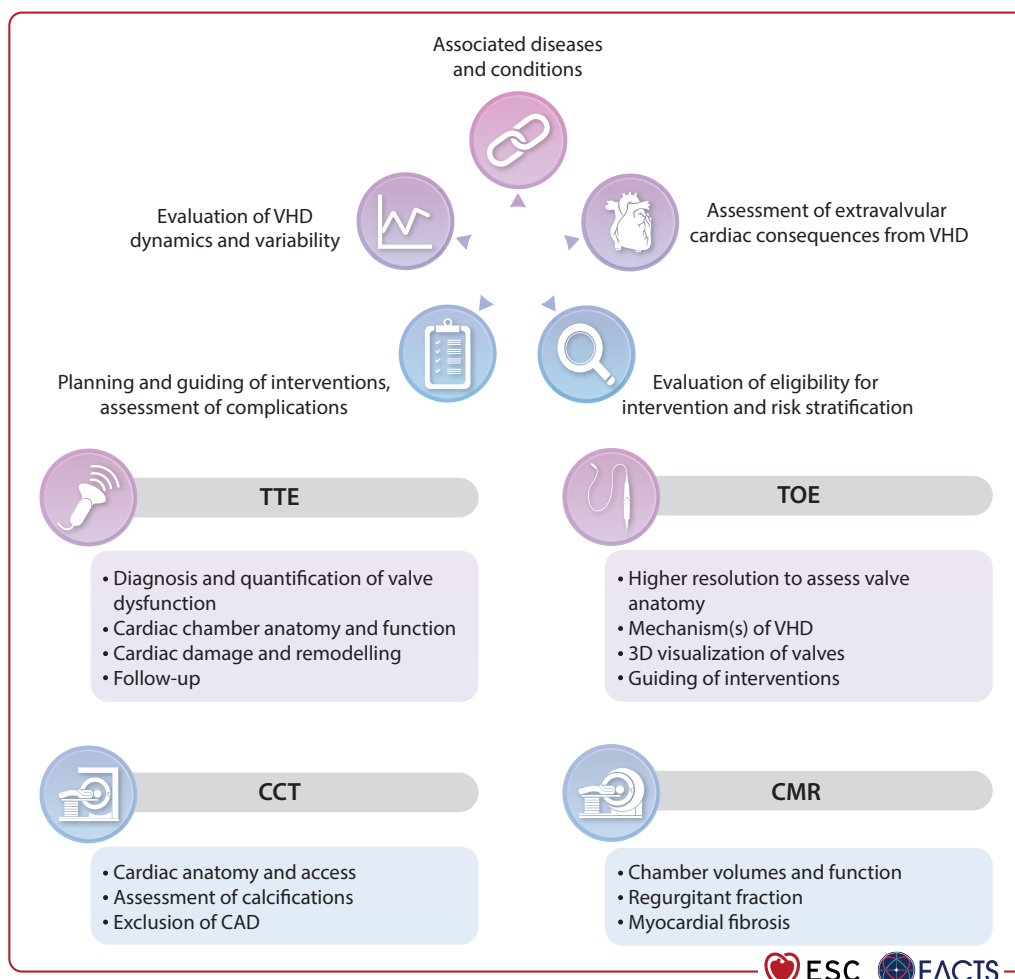 Associated diseases
and conditions
Evaluation of VHD
dynamics and variability
Assessment of extravalvular
cardiac consequences from VHD
Planning and guiding of interventions,
assessment of complications
Evaluation of eligibility for
intervention and risk stratification
TTE
• Diagnosis and quantification of valve
dysfunction
• Cardiac chamber anatomy and function
• Cardiac damage and remodelling
• Follow-up
TOE
• Higher resolution to assess valve
anatomy
• Mechanism(s) of VHD
• 3D visualization of valves
• Guiding of interventions
CCT
• Cardiac anatomy and access
• Assessment of calcifications
• Exclusion of CAD
CMR
• Chamber volumes and function
• Regurgitant fraction
• Myocardial fibrosis
ESC EACTS